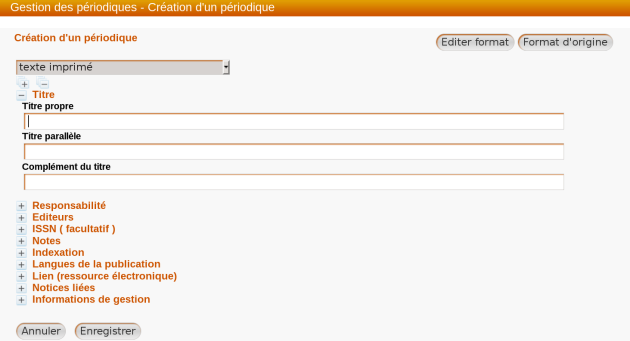 Gestion des périodiques - Création d'un périodique
Création d'un périodique
Editer format Format d'origine
texte imprimé
Titre
Titre propre
Titre parallèle
Complément du titre
Responsabilité
Editeurs
ISSN ( facultatif )
Notes
Indexation
Langues de la publication
Lien (ressource électronique)
Notices liées
Informations de gestion
Annuler Enregistrer